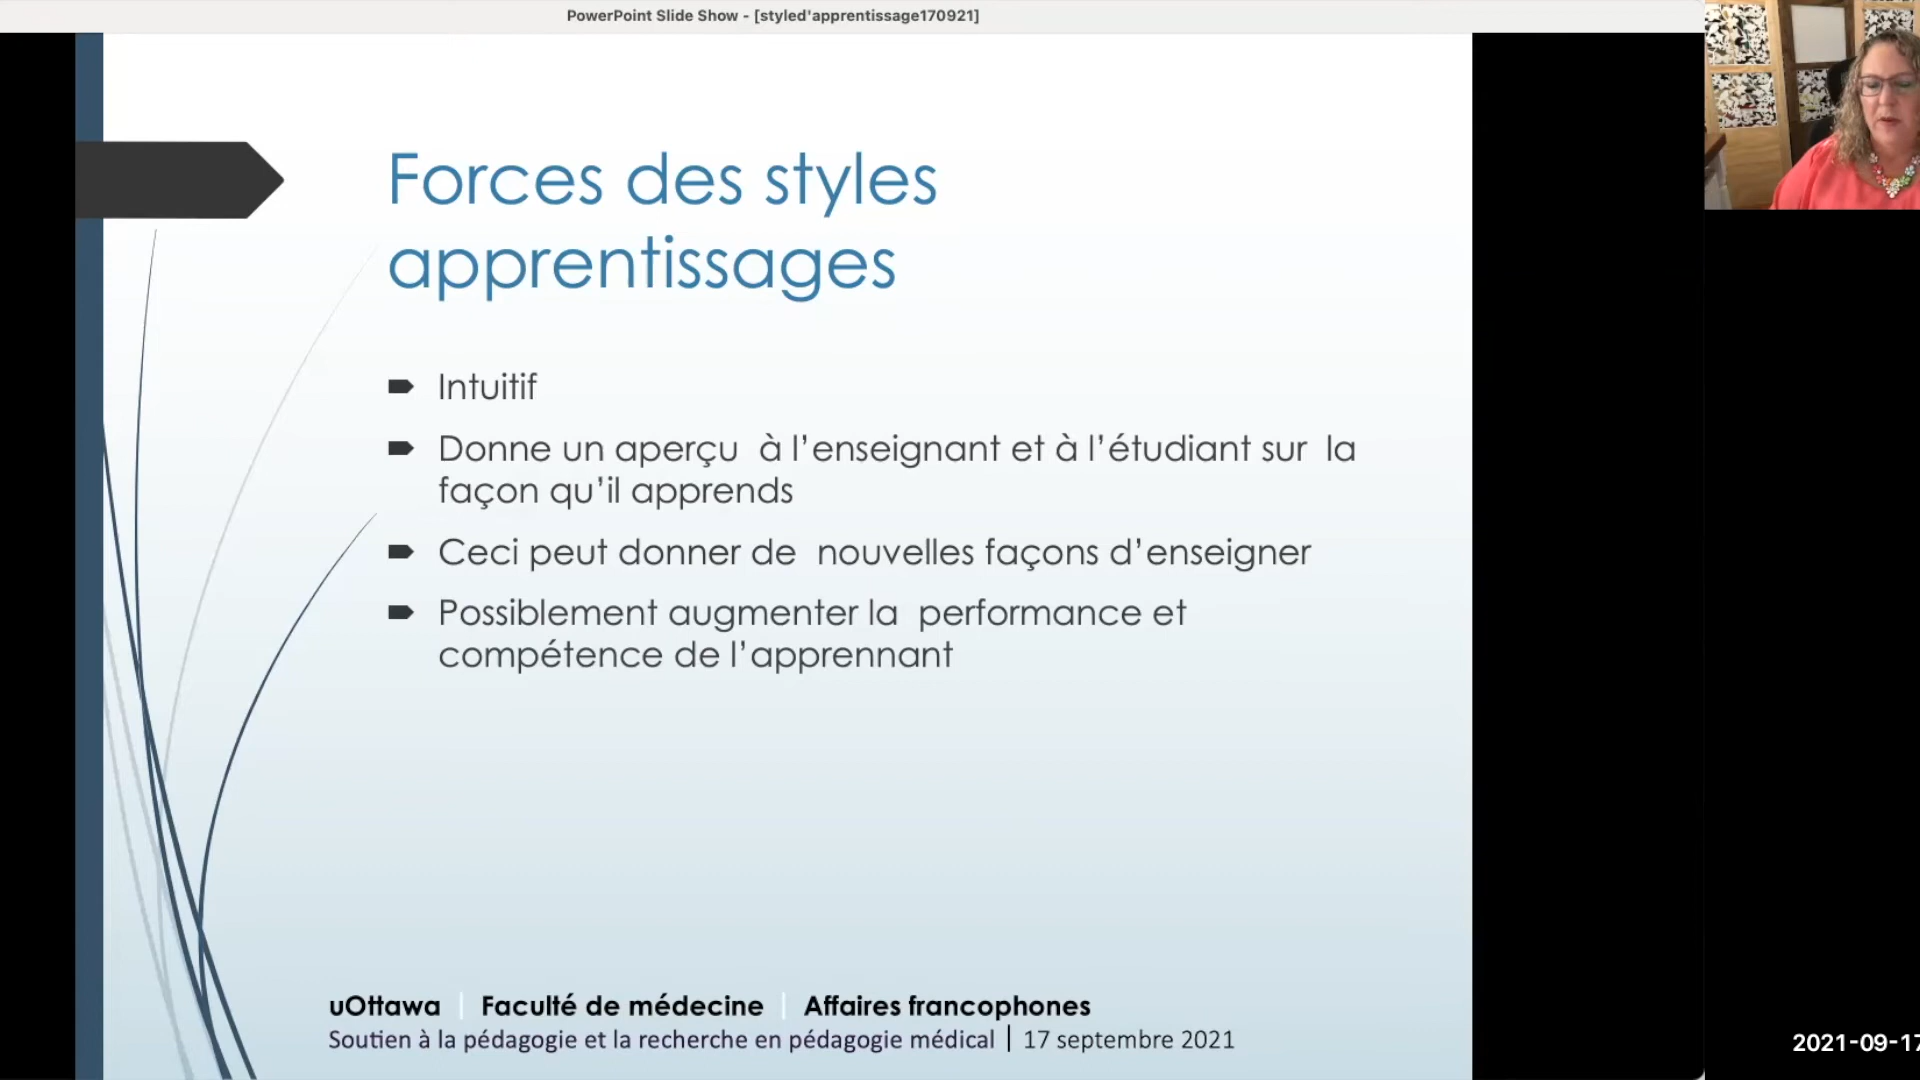 PowerPoint Slide Show - [styled'apprentissage170921]
Forces des styles
apprentissages
Intuitif
Donne un aperçu à l’enseignant et à l’étudiant sur la
façon qu’il apprends
Ceci peut donner de nouvelles façons d’enseigner
Possiblement augmenter la performance et
compétence de l’apprennant
uOttawa | Faculté de médecine | Affaires francophones
Soutien à la pédagogie et la recherche en pédagogie médical | 17 septembre 2021
2021-09-17